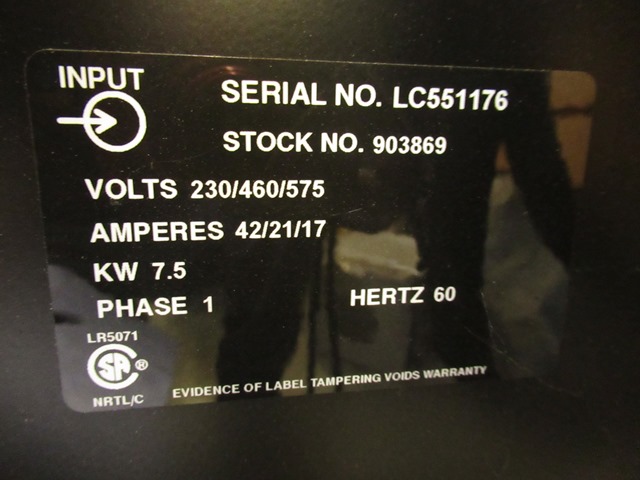 INPUT
SERIAL NO. LC551176
STOCK NO. 903869
VOLTS 230/460/575
AMPERES 42/21/17
KW 7.5
PHASE 1 HERTZ 60
LR5071
SA ®
NRTL/C
EVIDENCE OF LABEL TAMPERING VOIDS WARRANTY